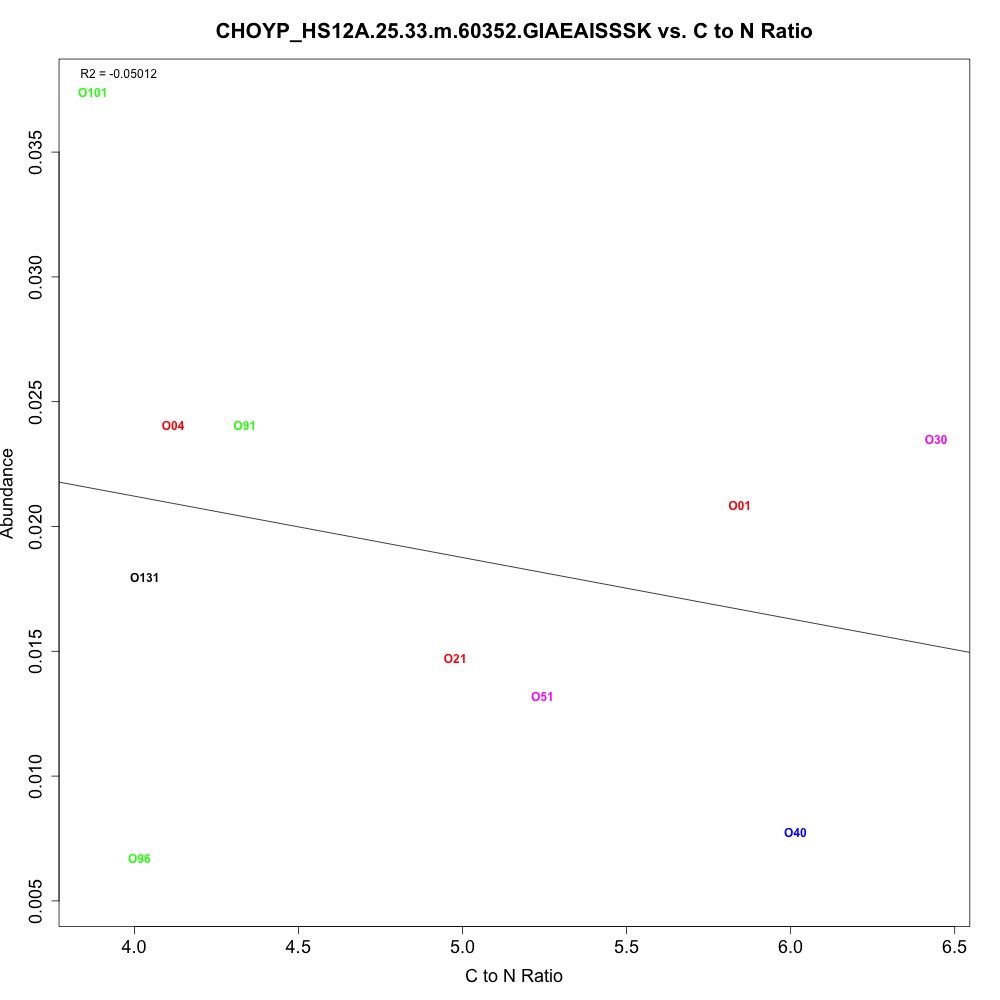 CHOYP_HS12A.25.33.m.60352.GIAEAISSSK vs. C to N Ratio
R2 = -0.05012
O101
0.035
0.030
0.025
O04 O91
O30
Abundance
O01
0.020
O131
0.015
O21
O51
0.010
O40
O96
0.005
4.0 4.5 5.0 5.5 6.0 6.5
C to N Ratio